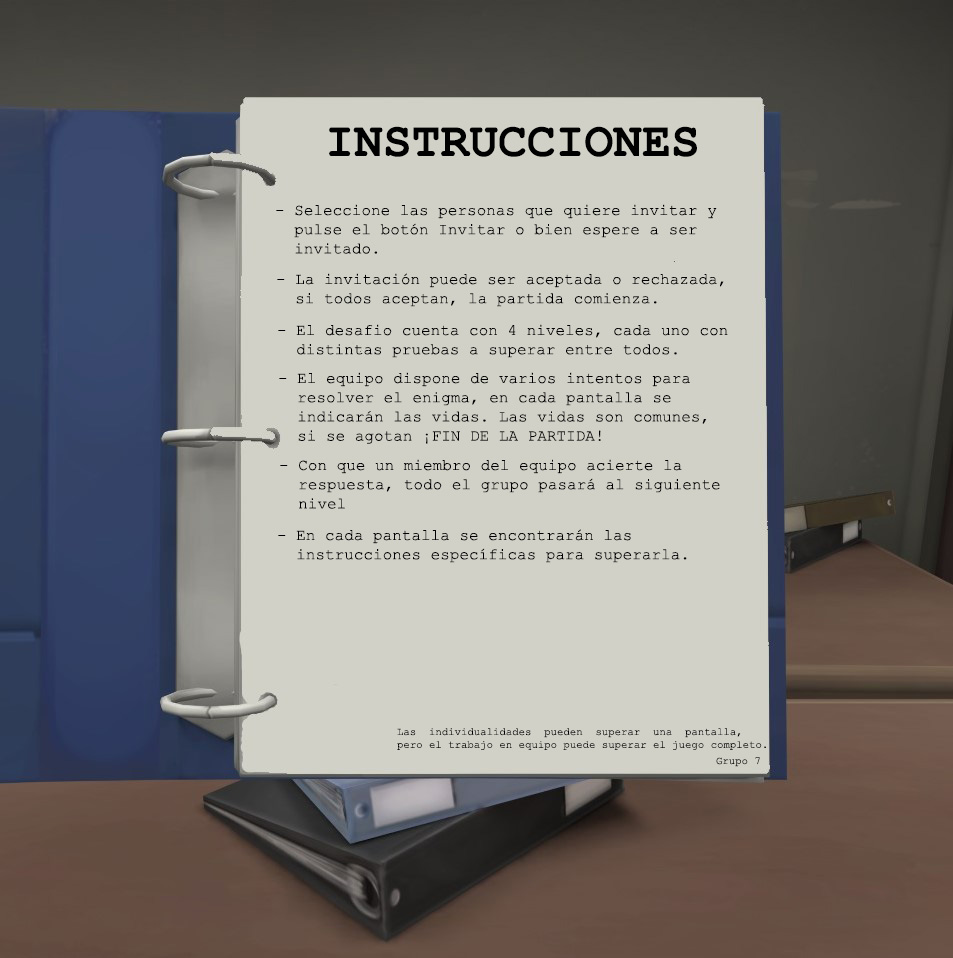 INSTRUCCIONES
- Seleccione las personas que quiere invitar y
pulse el botón Invitar o bien espere a ser
invitado.
- La invitación puede ser aceptada o rechazada,
si todos aceptan, la partida comienza.
- El desafio cuenta con 4 niveles, cada uno con
distintas pruebas a superar entre todos.
- El equipo dispone de varios intentos para
resolver el enigma, en cada pantalla se
indicarán las vidas. Las vidas son comunes,
si se agotan ¡FIN DE LA PARTIDA!
- Con que un miembro del equipo acierte la
respuesta, todo el grupo pasará al siguiente
nivel
- En cada pantalla se encontrarán las
instrucciones específicas para superarla.
Las individualidades pueden superar una pantalla,
pero el trabajo en equipo puede superar el juego completo.
Grupo 7